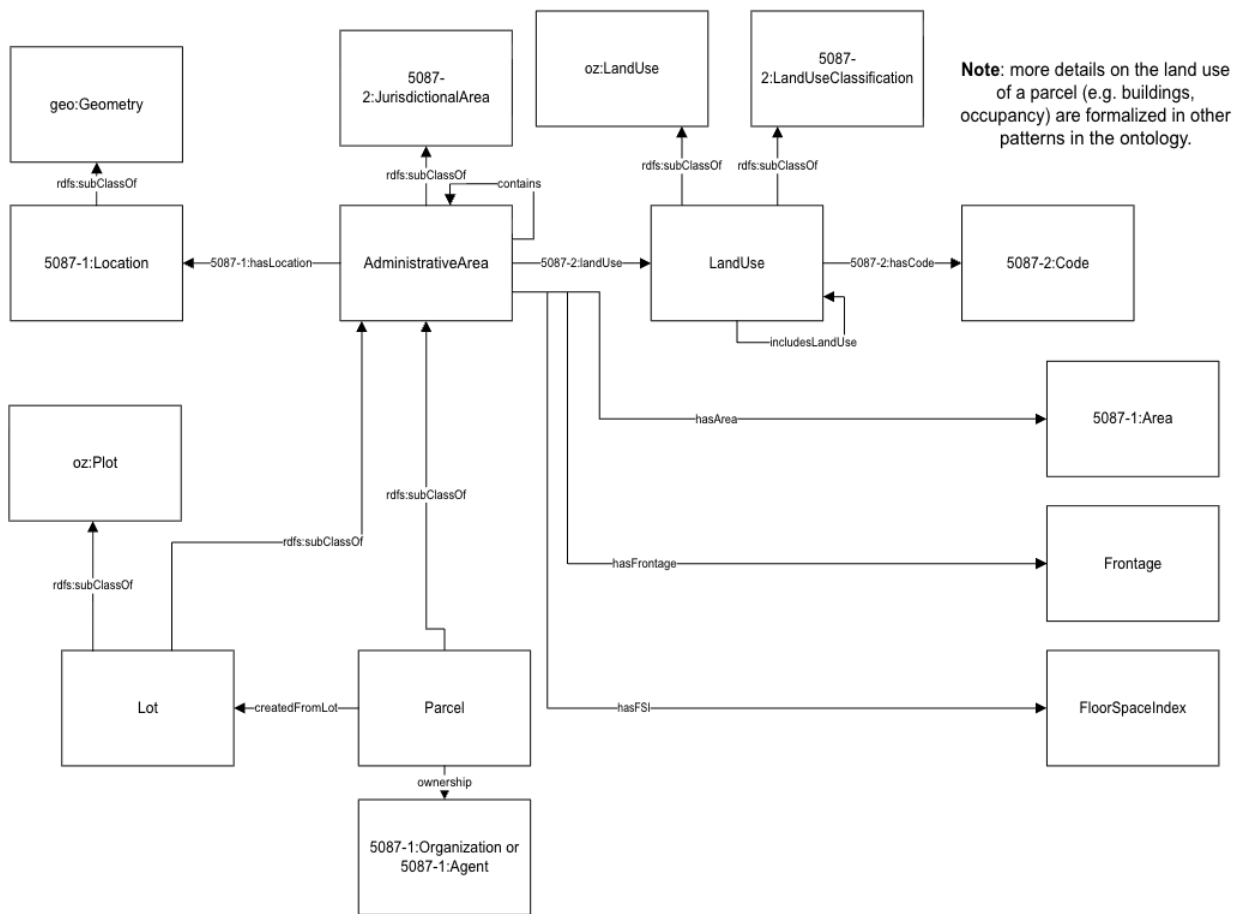 geo:Geometry
5087-
2:JurisdictionalArea
oz:LandUse
5087-
2:LandUseClassification
Note: more details on the land use
of a parcel (e.g. buildings,
occupancy) are formalized in other
patterns in the ontology.
rdfs:subClassOf
rdfs:subClassOf
contains
rdfs:subClassOf
rdfs:subClassOf
5087-1:Location
5087-1:hasLocation
AdministrativeArea
5087-2:landUse
LandUse
5087-2:hasCode
5087-2:Code
includesLandUse
hasArea
5087-1:Area
oz:Plot
rdfs:subClassOf
rdfs:subClassOf
rdfs:subClassOf
hasFrontage
Frontage
Lot
createdFromLot
Parcel
hasFSI
FloorSpaceIndex
ownership
5087-1:Organization or
5087-1:Agent